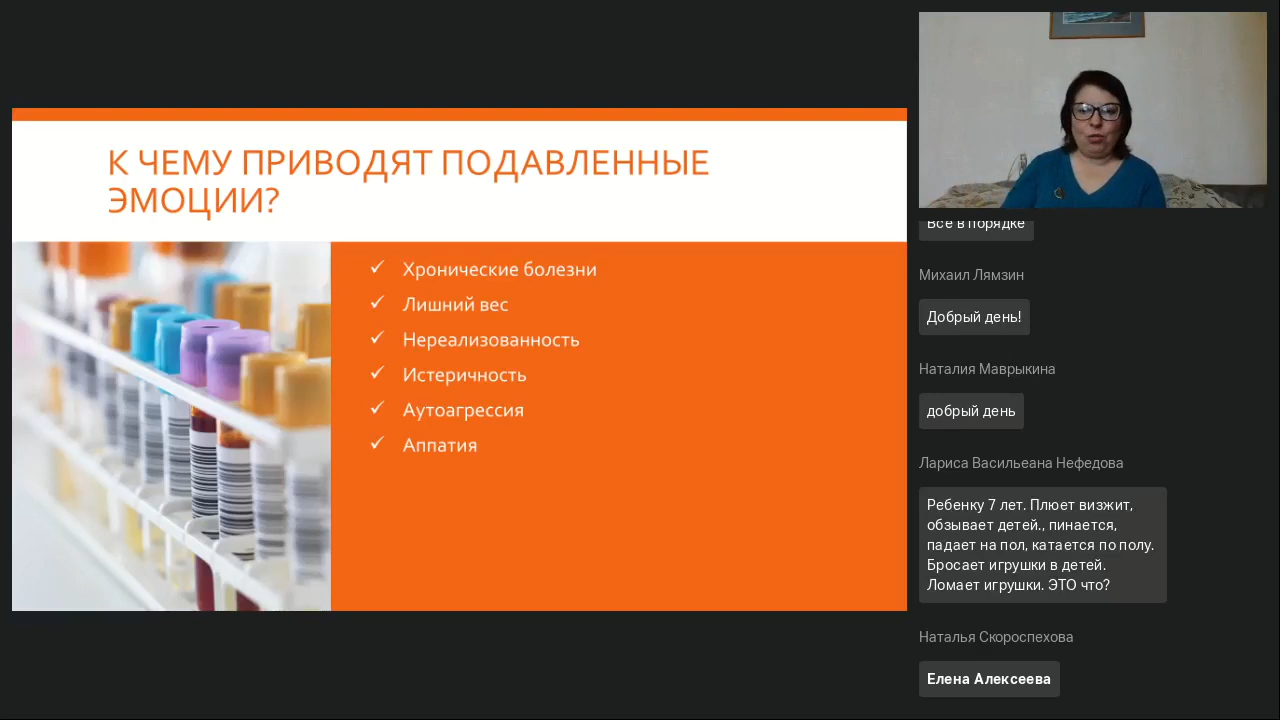 К ЧЕМУ ПРИВОДЯТ ПОДАВЛЕННЫЕ
ЭМОЦИИ?
Хронические болезни
Лишний вес
Нереализованность
Истеричность
Аутоагрессия
Аппатия
Все в порядке
Михаил Лямзин
Добрый день!
Наталия Маврыкина
добрый день
Лариса Васильеана Нефедова
Ребенку 7 лет. Плюет визжит,
обзывает детей., пинается,
падает на пол, катается по полу.
Бросает игрушки в детей.
Ломает игрушки. ЭТО что?
Наталья Скороспехова
Елена Алексеева